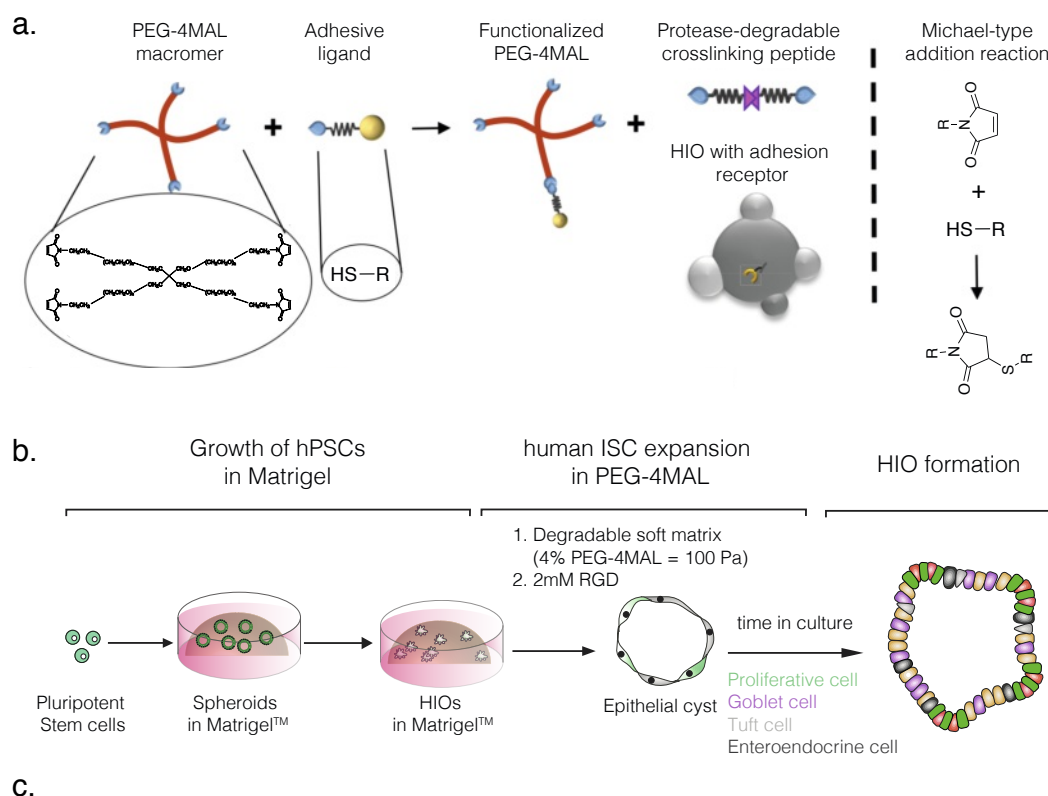 a.
PEG-4MAL
macromer
+
Adhesive
ligand
Functionalized
PEG-4MAL
+
Protease-degradable
crosslinking peptide
HIO with adhesion
receptor
HS–R
Michael-type
addition reaction
O
R-N
O
+
HS–R
O
R-N
O
S-R
b.
Growth of hPSCs
in Matrigel
human ISC expansion
in PEG-4MAL
HIO formation
1. Degradable soft matrix
(4% PEG-4MAL = 100 Pa)
2. 2mM RGD
time in culture
Pluripotent
Stem cells
Spheroids
in Matrigel™
HIOs
in Matrigel™
Epithelial cyst
Proliferative cell
Goblet cell
Tuft cell
Enteroendocrine cell
c.